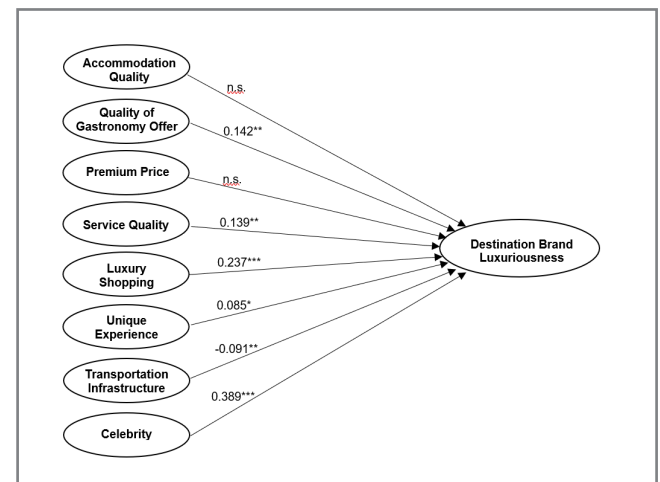 Accommodation
Quality
n.s.
Quality of
Gastronomy Offer
0.142**
Premium Price
n.s.
Service Quality
0.139**
Destination Brand
Luxuriousness
Luxury
Shopping
0.237***
Unique
Experience
0.085*
Transportation
Infrastructure
-0.091**
Celebrity
0.389***